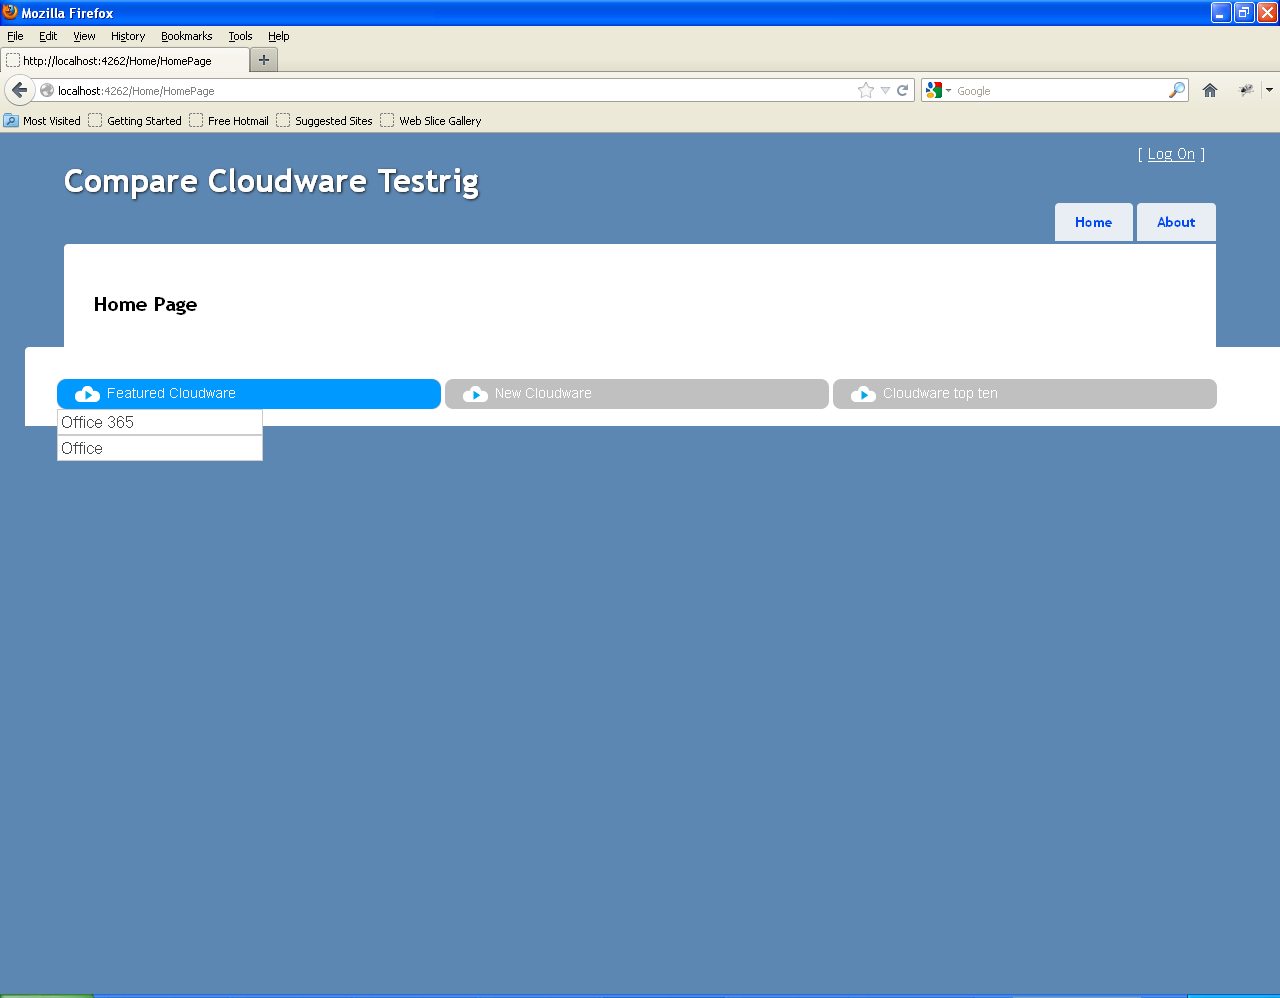 Mozilla Firefox
File Edit View History Bookmarks Tools Help
http://localhost:4262/Home/HomePage
localhost:4262/Home/HomePage Google
Most Visited Getting Started Free Hotmail Suggested Sites Web Slice Gallery
[ Log On ]
Compare Cloudware Testrig
Home About
Home Page
Featured Cloudware New Cloudware Cloudware top ten
Office 365
Office